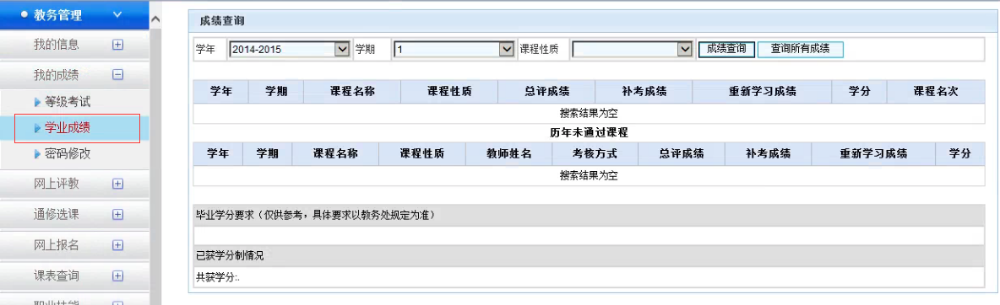 教务管理
我的信息
我的成绩
等级考试
学业成绩
密码修改
网上评教
通修选课
网上报名
课表查询
职业技能
成绩查询
学年 2014-2015 学期 1 课程性质 成绩查询 查询所有成绩
学年 学期 课程名称 课程性质 总评成绩 补考成绩 重新学习成绩 学分 课程名次
搜索结果为空
历年未通过课程
学年 学期 课程名称 课程性质 教师姓名 考核方式 总评成绩 补考成绩 重新学习成绩 学分
搜索结果为空
毕业学分要求（仅供参考，具体要求以教务处规定为准）
已获学分制情况
共获学分:.